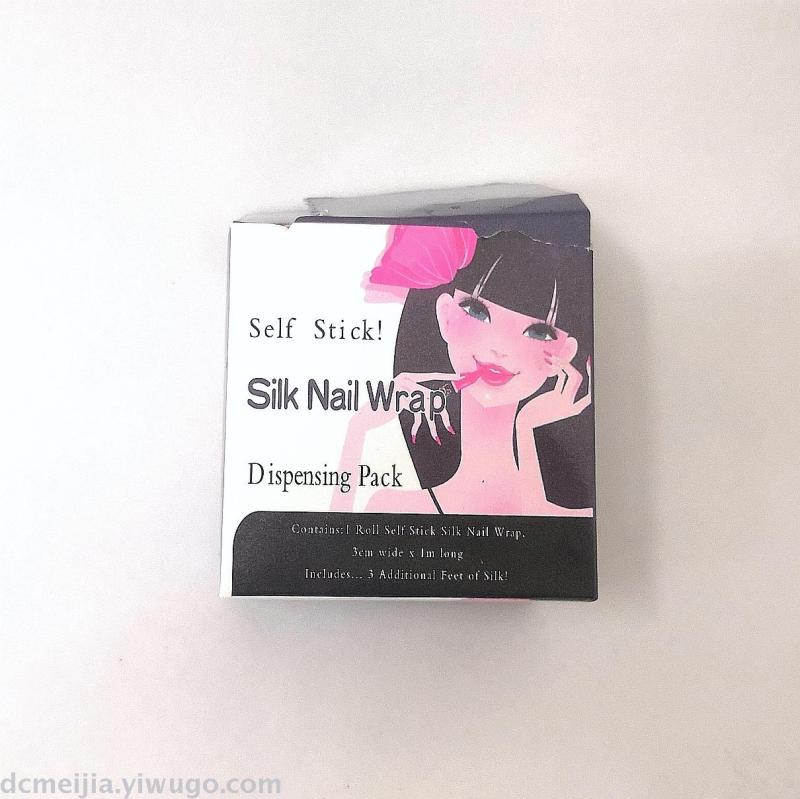 Self Stick!
Silk Nail Wrap
Dispensing Pack
Contains:1 Roll Self Stick Silk Nail Wrap,
3cm wide x 1m long
Includes... 3 Additional Feet of Silk!
dcmeijia.yiwugo.com